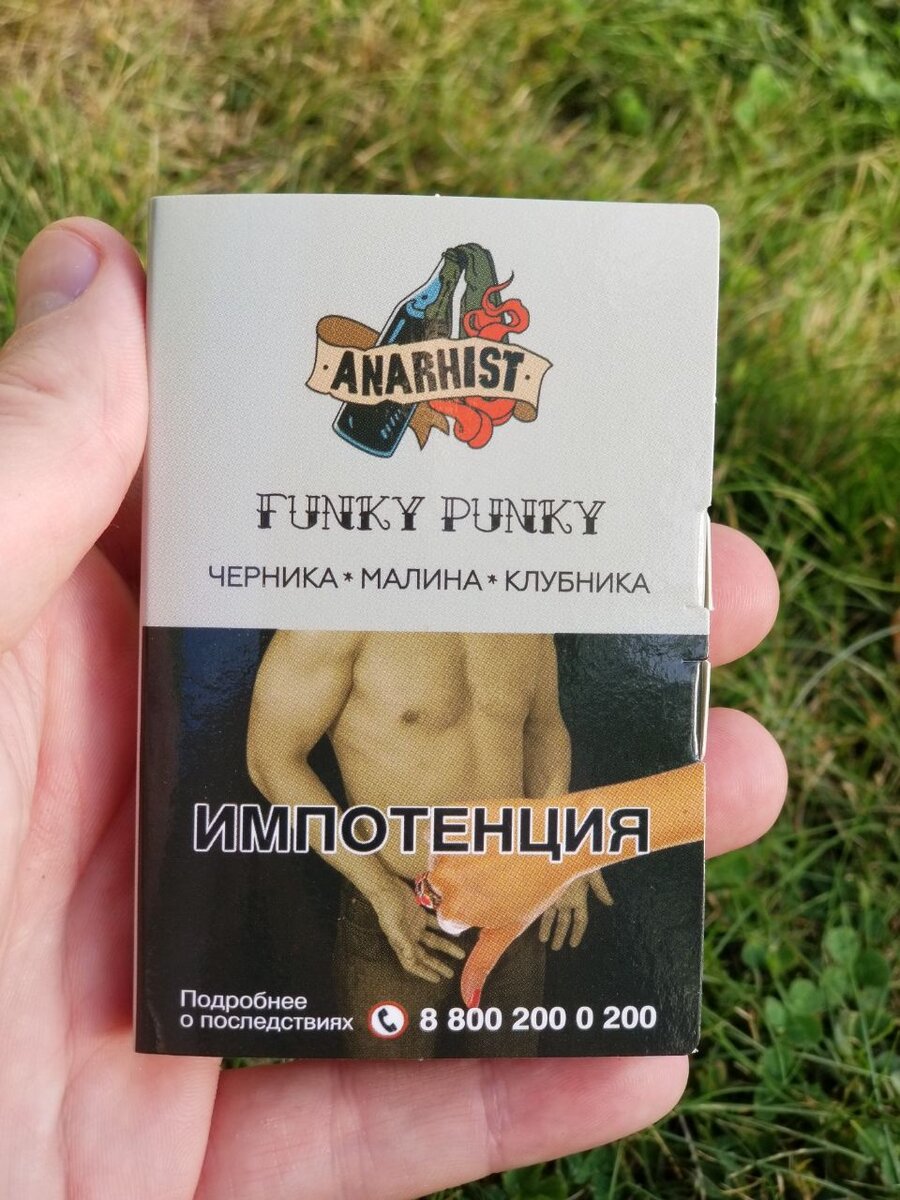 ·ANARHIST·
FUNKY PUNKY
ЧЕРНИКА * МАЛИНА * КЛУБНИКА
ИМПОТЕНЦИЯ
Подробнее
о последствиях 8 800 200 0 200